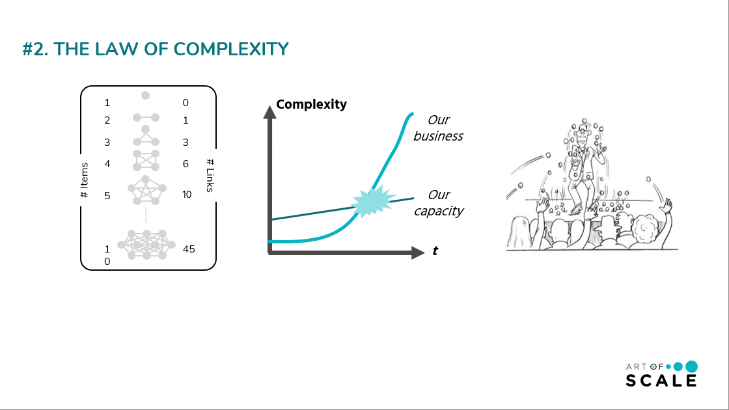 #2. THE LAW OF COMPLEXITY
# Items
# Links
1 0
2 1
3 3
4 6
5 10
1 45
0
Complexity
Our
business
Our
capacity
t
ART OF
SCALE